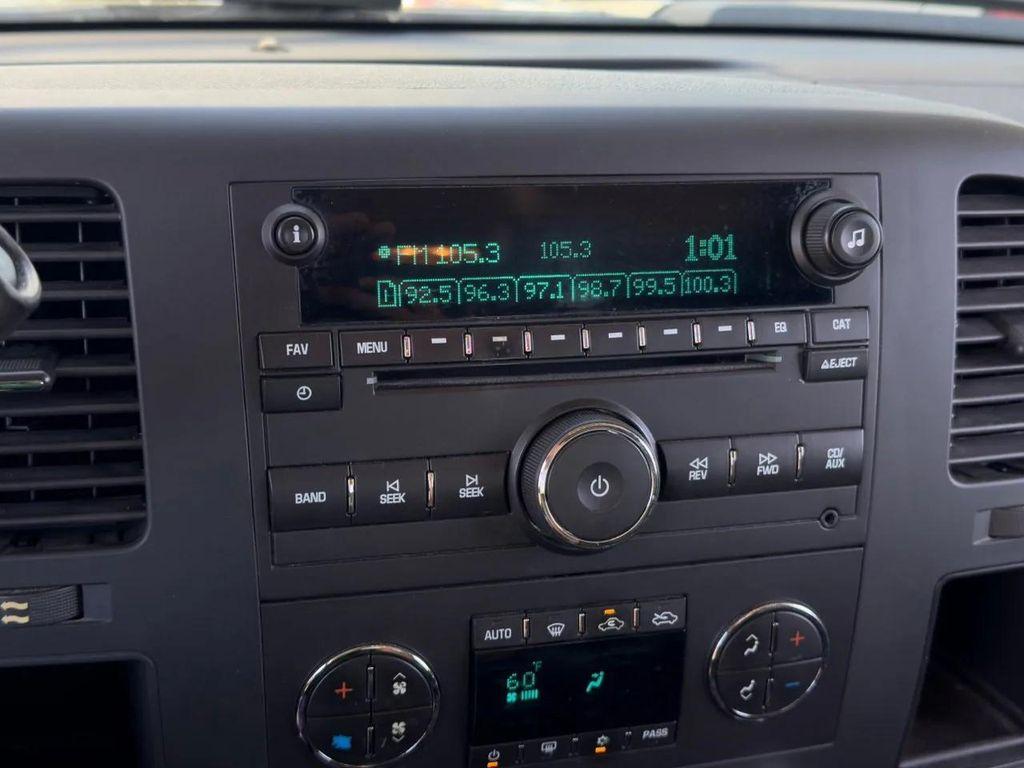 i
FM 105.3 105.3 1:01
92.5 96.3 97.1 98.7 99.5 100.3
FAV MENU EQ CAT
EJECT
BAND SEEK SEEK REV FWD CD/
AUX
AUTO
60°F
PASS